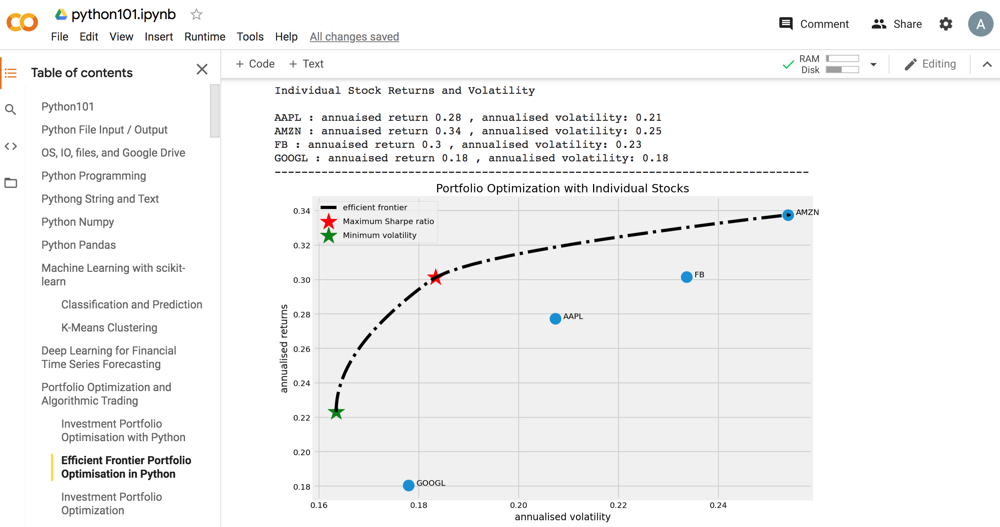 python101.ipynb
File Edit View Insert Runtime Tools Help All changes saved
Comment Share A
Table of contents
Python101
Python File Input / Output
OS, IO, files, and Google Drive
Python Programming
Pythong String and Text
Python Numpy
Python Pandas
Machine Learning with scikit-
learn
Classification and Prediction
K-Means Clustering
Deep Learning for Financial
Time Series Forecasting
Portfolio Optimization and
Algorithmic Trading
Investment Portfolio
Optimisation with Python
Efficient Frontier Portfolio
Optimisation in Python
Investment Portfolio
Optimization
+ Code + Text
RAM
Disk
Editing
Individual Stock Returns and Volatility
AAPL : annuaised return 0.28 , annualised volatility: 0.21
AMZN : annuaised return 0.34 , annualised volatility: 0.25
FB : annuaised return 0.3 , annualised volatility: 0.23
GOOGL : annuaised return 0.18 , annualised volatility: 0.18
--------------------------------------------------------------------------------
Portfolio Optimization with Individual Stocks
efficient frontier
Maximum Sharpe ratio
Minimum volatility
AMZN
FB
AAPL
GOOGL
annualised returns
0.34
0.32
0.30
0.28
0.26
0.24
0.22
0.20
0.18
0.16 0.18 0.20 0.22 0.24
annualised volatility